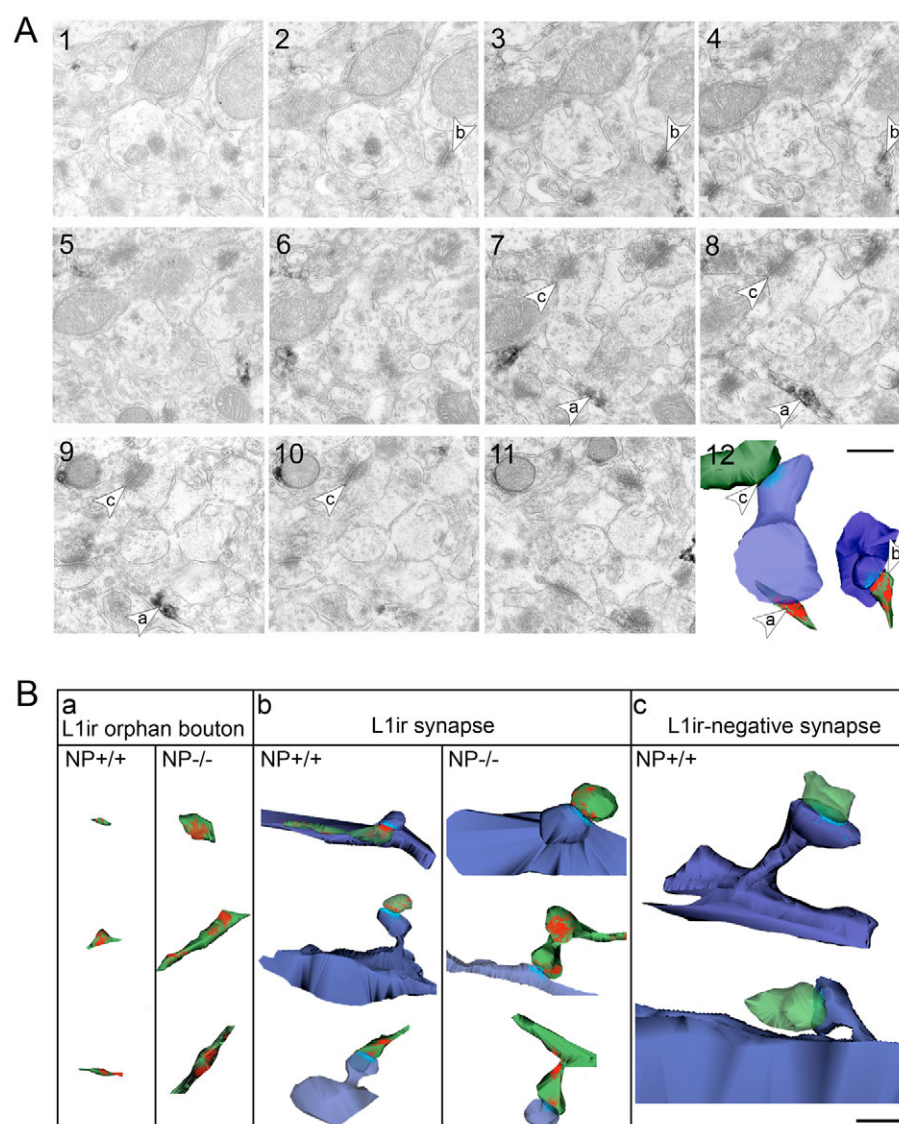 A
1
2
b
3
b
4
b
5
6
7
c
a
8
c
a
9
c
a
10
c
11
12
c
b
a
B
a
L1ir orphan bouton
b
L1ir synapse
c
L1ir-negative synapse
NP+/+
NP-/-
NP+/+
NP-/-
NP+/+